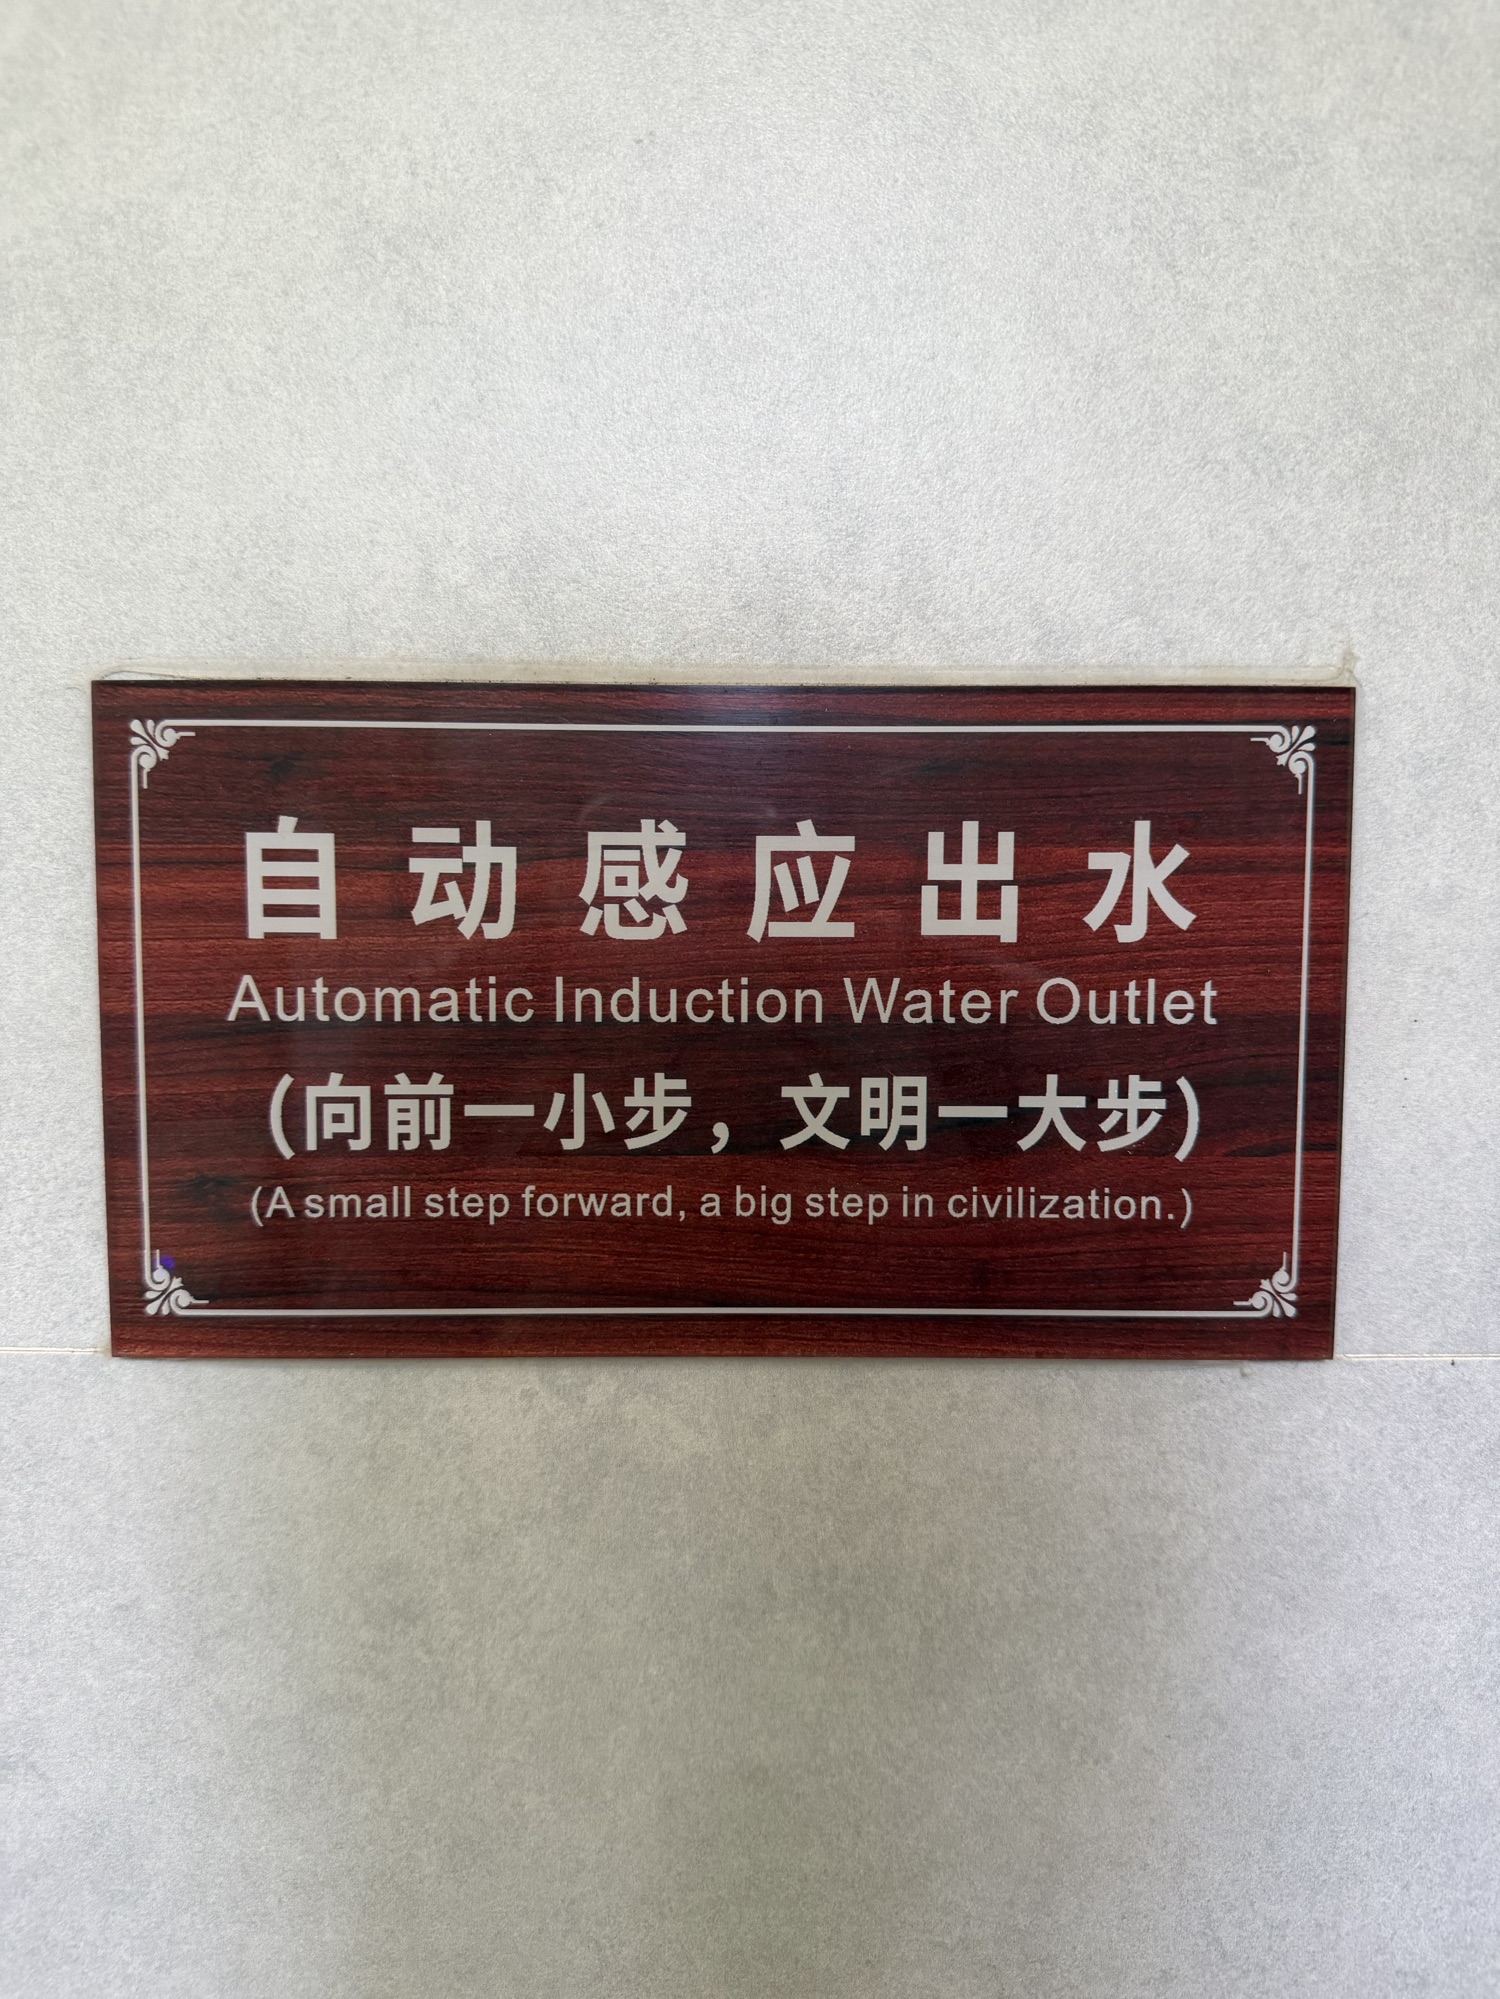 自动感应出水
Automatic Induction Water Outlet
(向前一小步，文明一大步)
(A small step forward, a big step in civilization.)